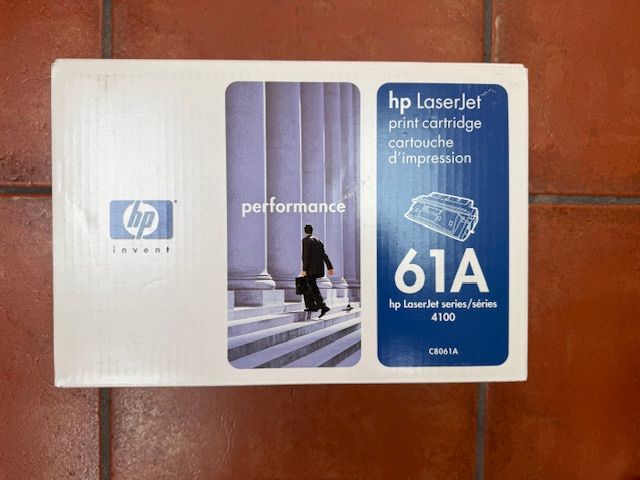 hp
invent
performance
hp LaserJet
print cartridge
cartouche
d'impression
61A
hp LaserJet series/séries
4100
C8061A